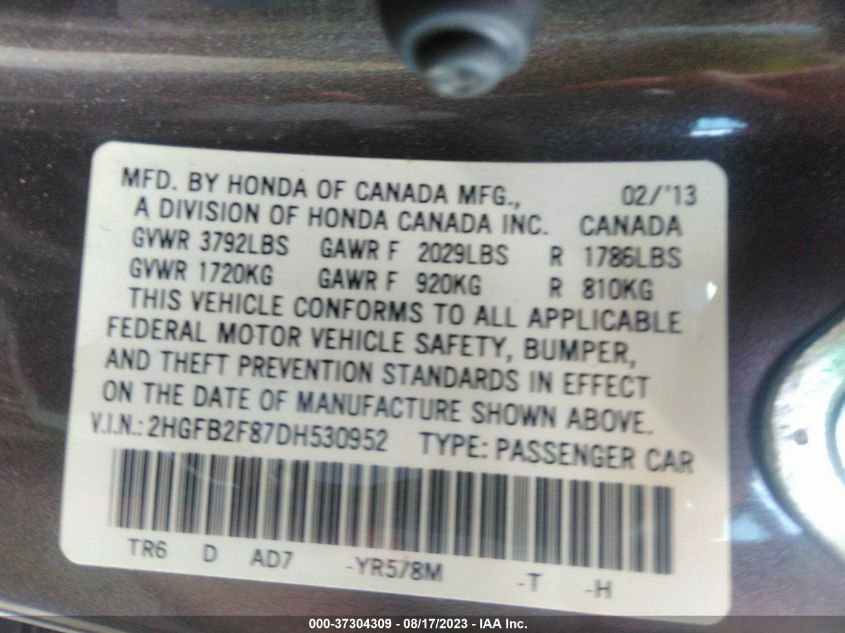 MFD. BY HONDA OF CANADA MFG., 02/'13
A DIVISION OF HONDA CANADA INC. CANADA
GVWR 3792LBS GAWR F 2029LBS R 1786LBS
GVWR 1720KG GAWR F 920KG R 810KG
THIS VEHICLE CONFORMS TO ALL APPLICABLE
FEDERAL MOTOR VEHICLE SAFETY, BUMPER,
AND THEFT PREVENTION STANDARDS IN EFFECT
ON THE DATE OF MANUFACTURE SHOWN ABOVE.
V.I.N.: 2HGFB2F87DH530952 TYPE: PASSENGER CAR
TR6 D AD7 -YR578M -T -H
000-37304309 - 08/17/2023 - IAA Inc.